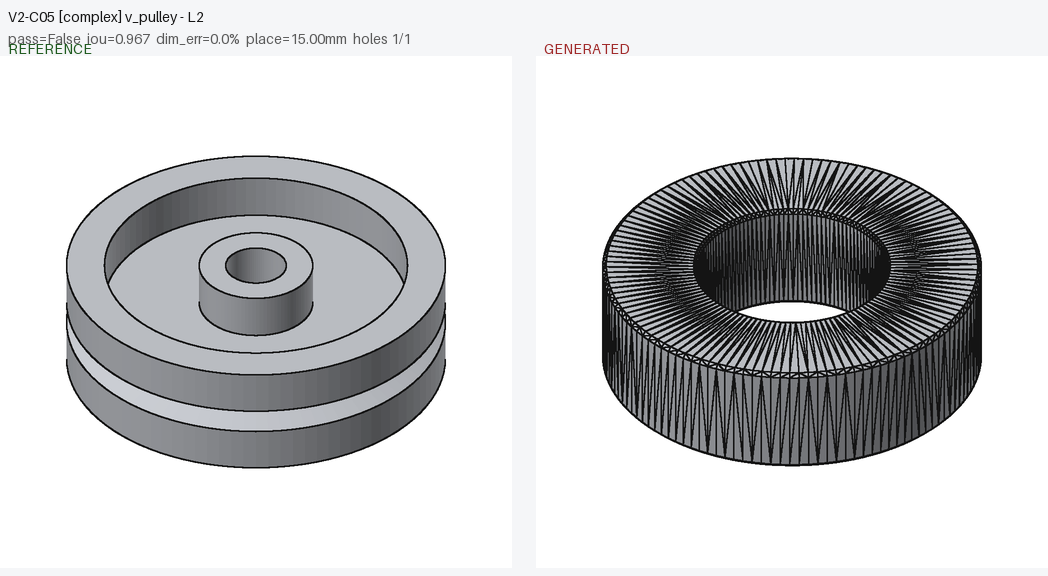 V2-C05 [complex] v_pulley - L2
pass=False iou=0.967 dim_err=0.0% place=15.00mm holes 1/1
REFERENCE
GENERATED